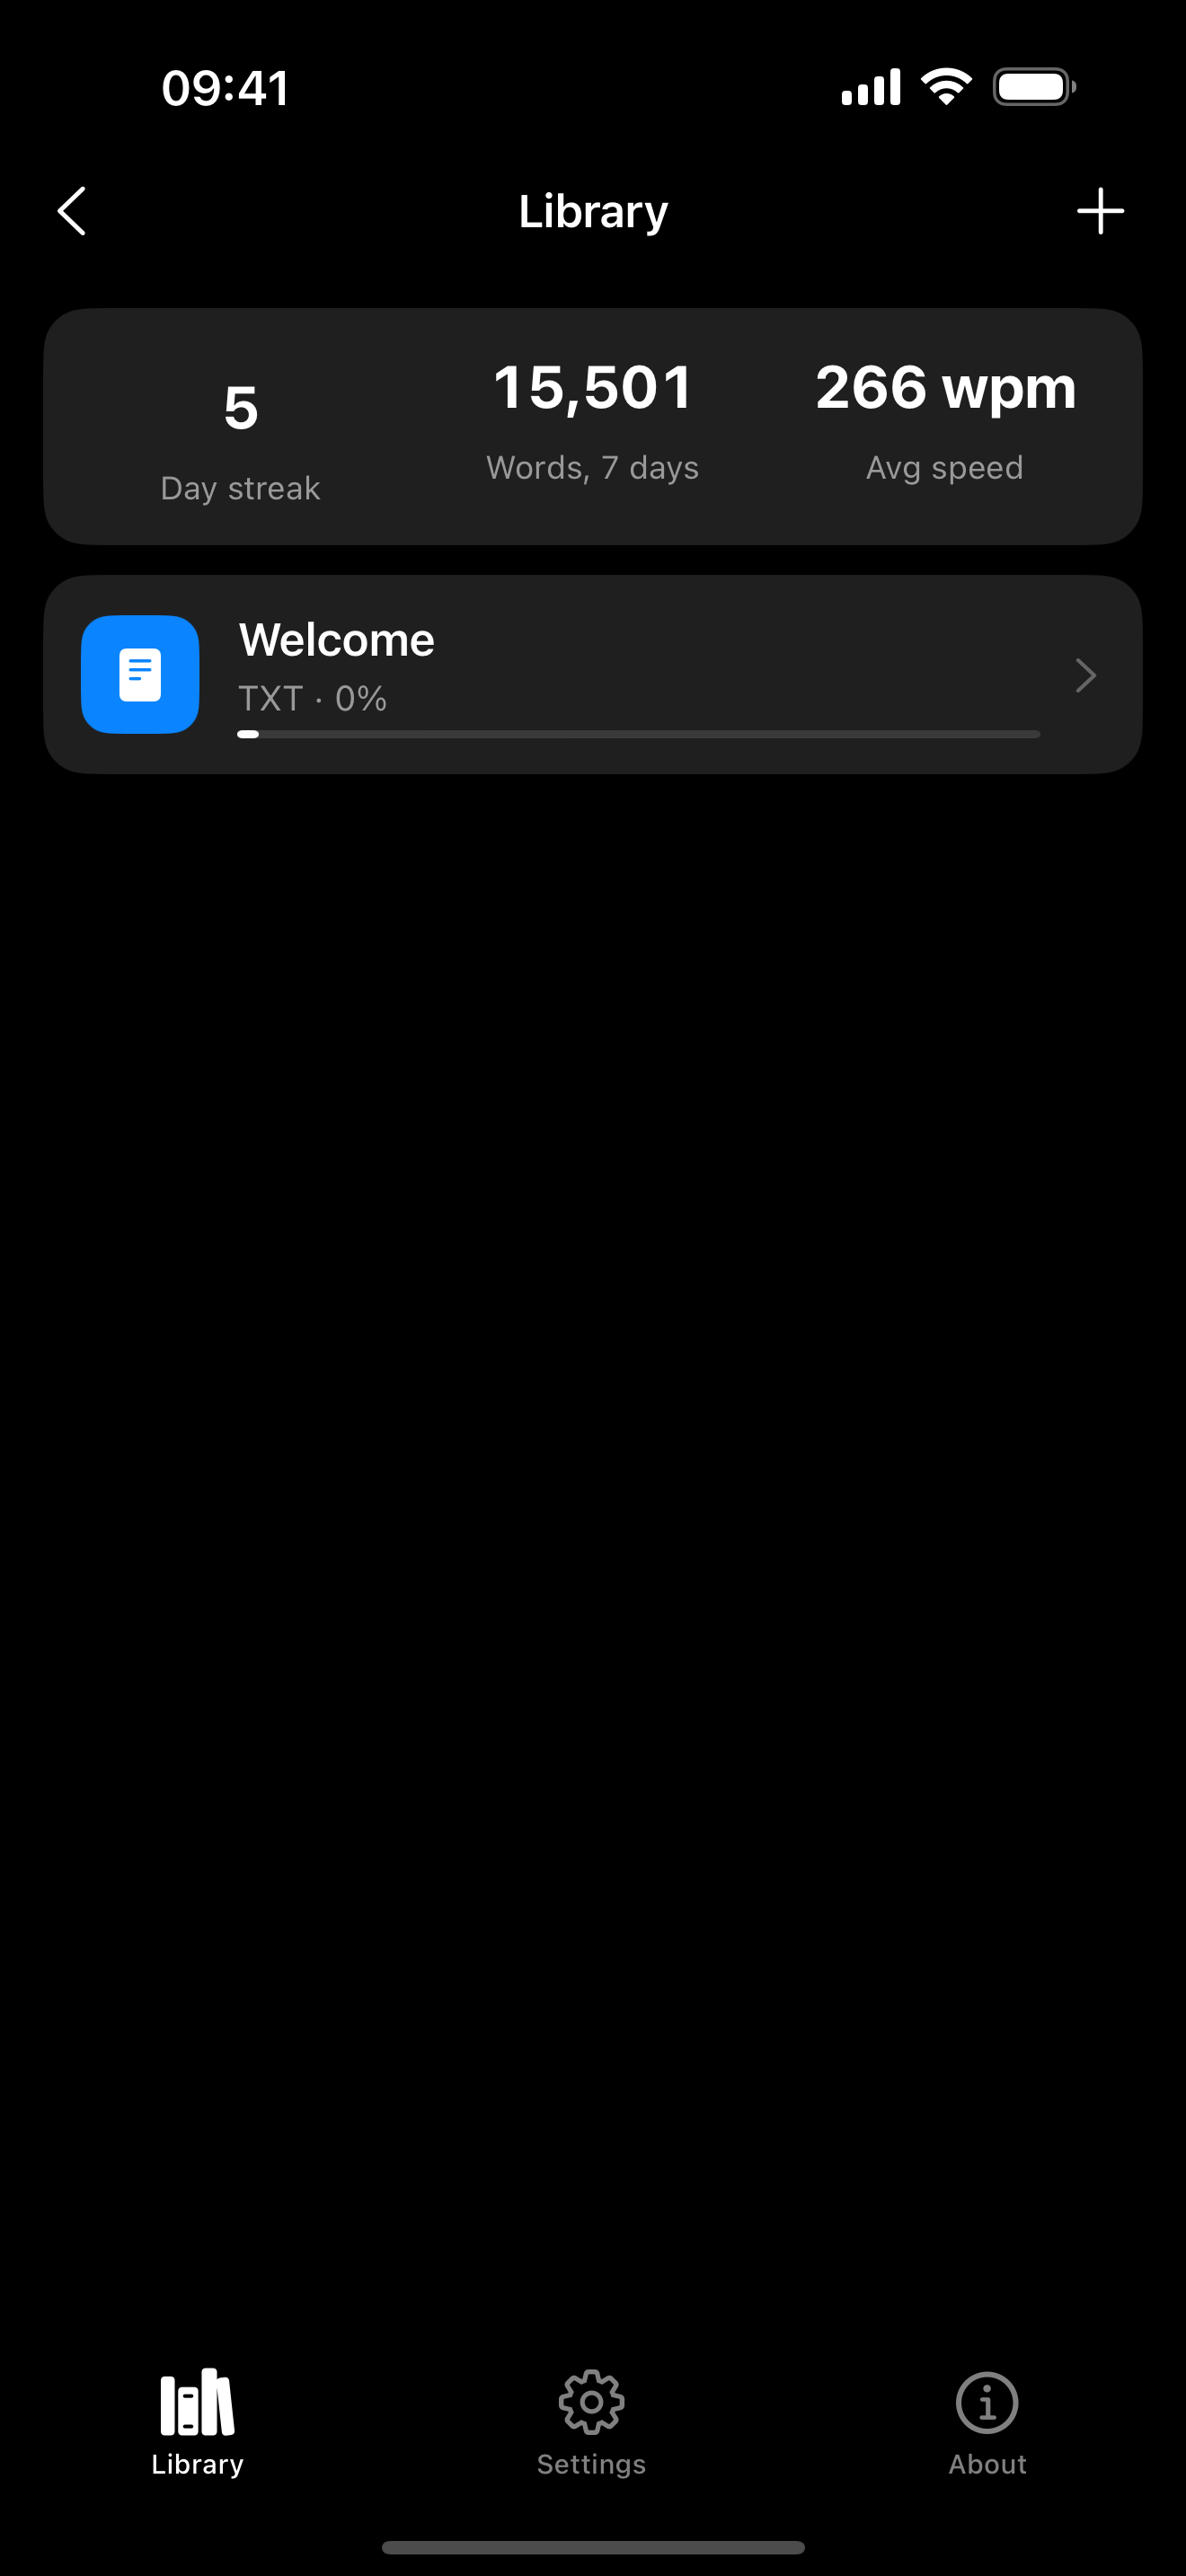 09:41
Library
5
Day streak
15,501
Words, 7 days
266 wpm
Avg speed
Welcome
TXT · 0%
Library
Settings
About